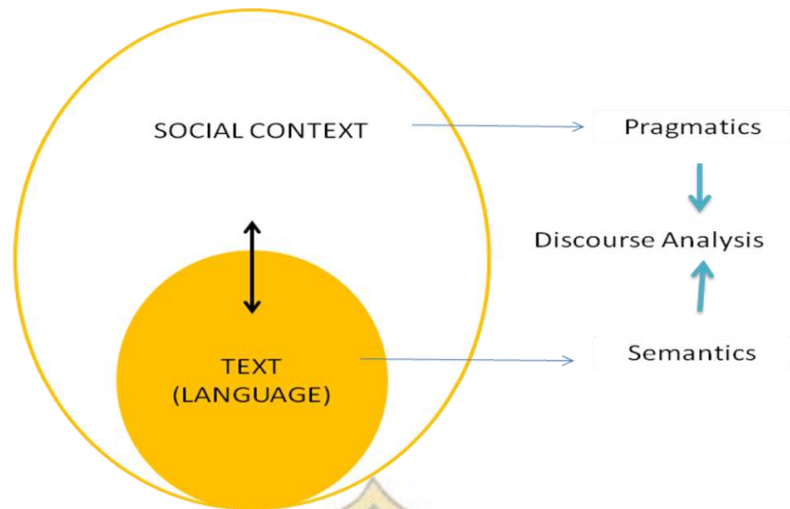 SOCIAL CONTEXT
Pragmatics
Discourse Analysis
TEXT
(LANGUAGE)
Semantics